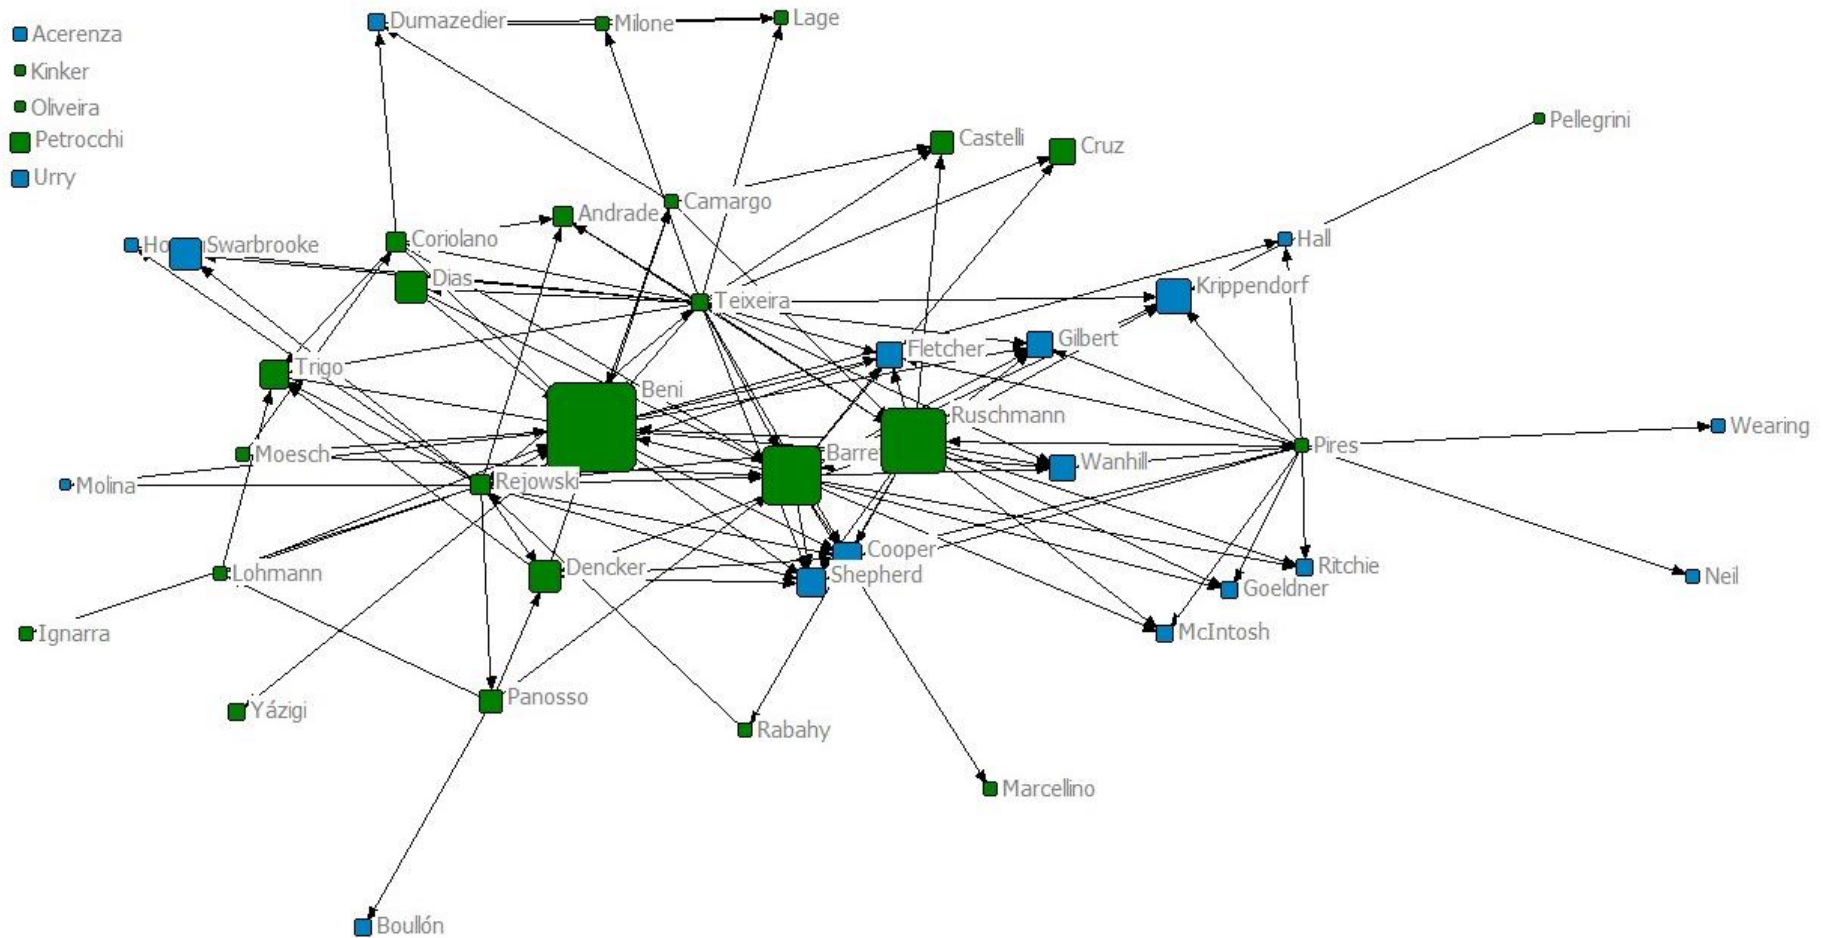 Dumazedier
Milone
Lage
Acerenza
Kinker
Oliveira
Petrocchi
Urry
Pellegrini
Castelli
Cruz
Camargo
Andrade
Coriolano
Ho
Swarbrooke
Hall
Dias
Krippendorf
Teixeira
Gilbert
Fletcher
Trigo
Beni
Ruschmann
Wearing
Pires
Moesch
Barre
Wanhill
Molina
Rejowski
Cooper
Dencker
Shepherd
Ritchie
Lohmann
Neil
Goeldner
Ignarra
McIntosh
Panosso
Yázigi
Rabahy
Marcellino
Boullón